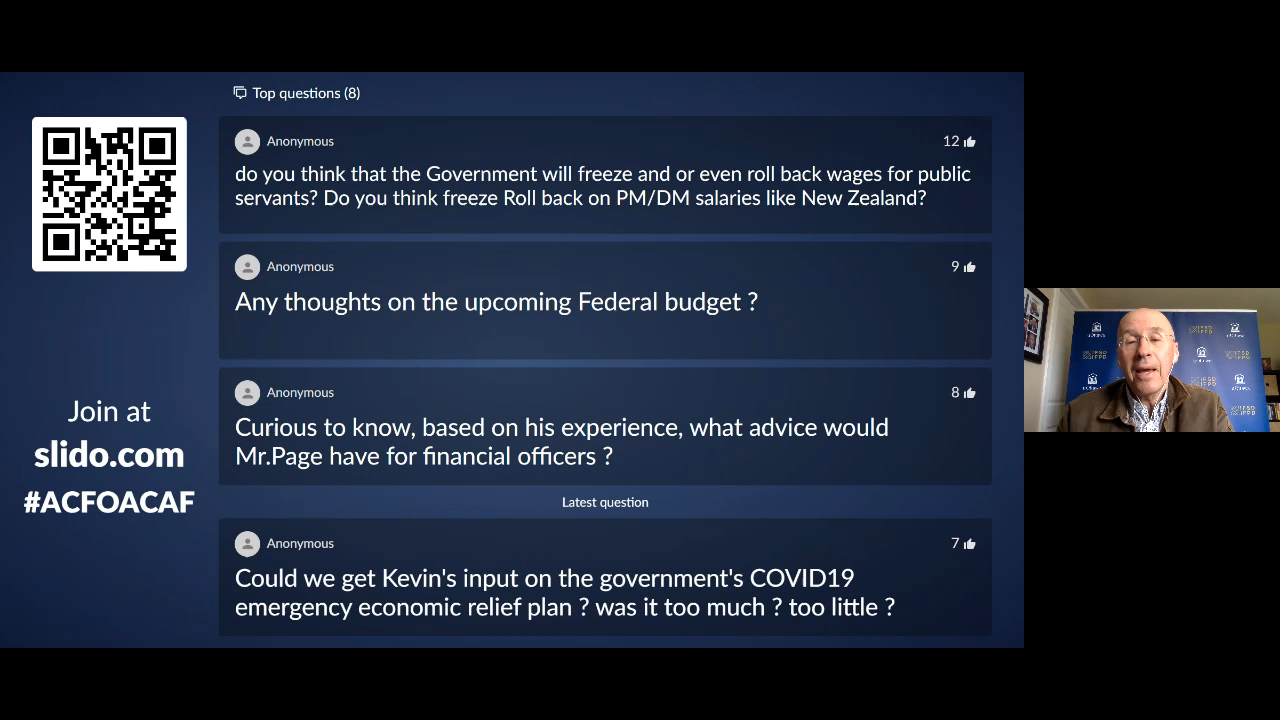 Top questions (8)
Anonymous
12
do you think that the Government will freeze and or even roll back wages for public
servants? Do you think freeze Roll back on PM/DM salaries like New Zealand?
Anonymous
9
Any thoughts on the upcoming Federal budget ?
Anonymous
8
Curious to know, based on his experience, what advice would
Mr.Page have for financial officers ?
Latest question
Anonymous
7
Could we get Kevin's input on the government's COVID19
emergency economic relief plan ? was it too much ? too little ?
Join at
slido.com
#ACFOACAF